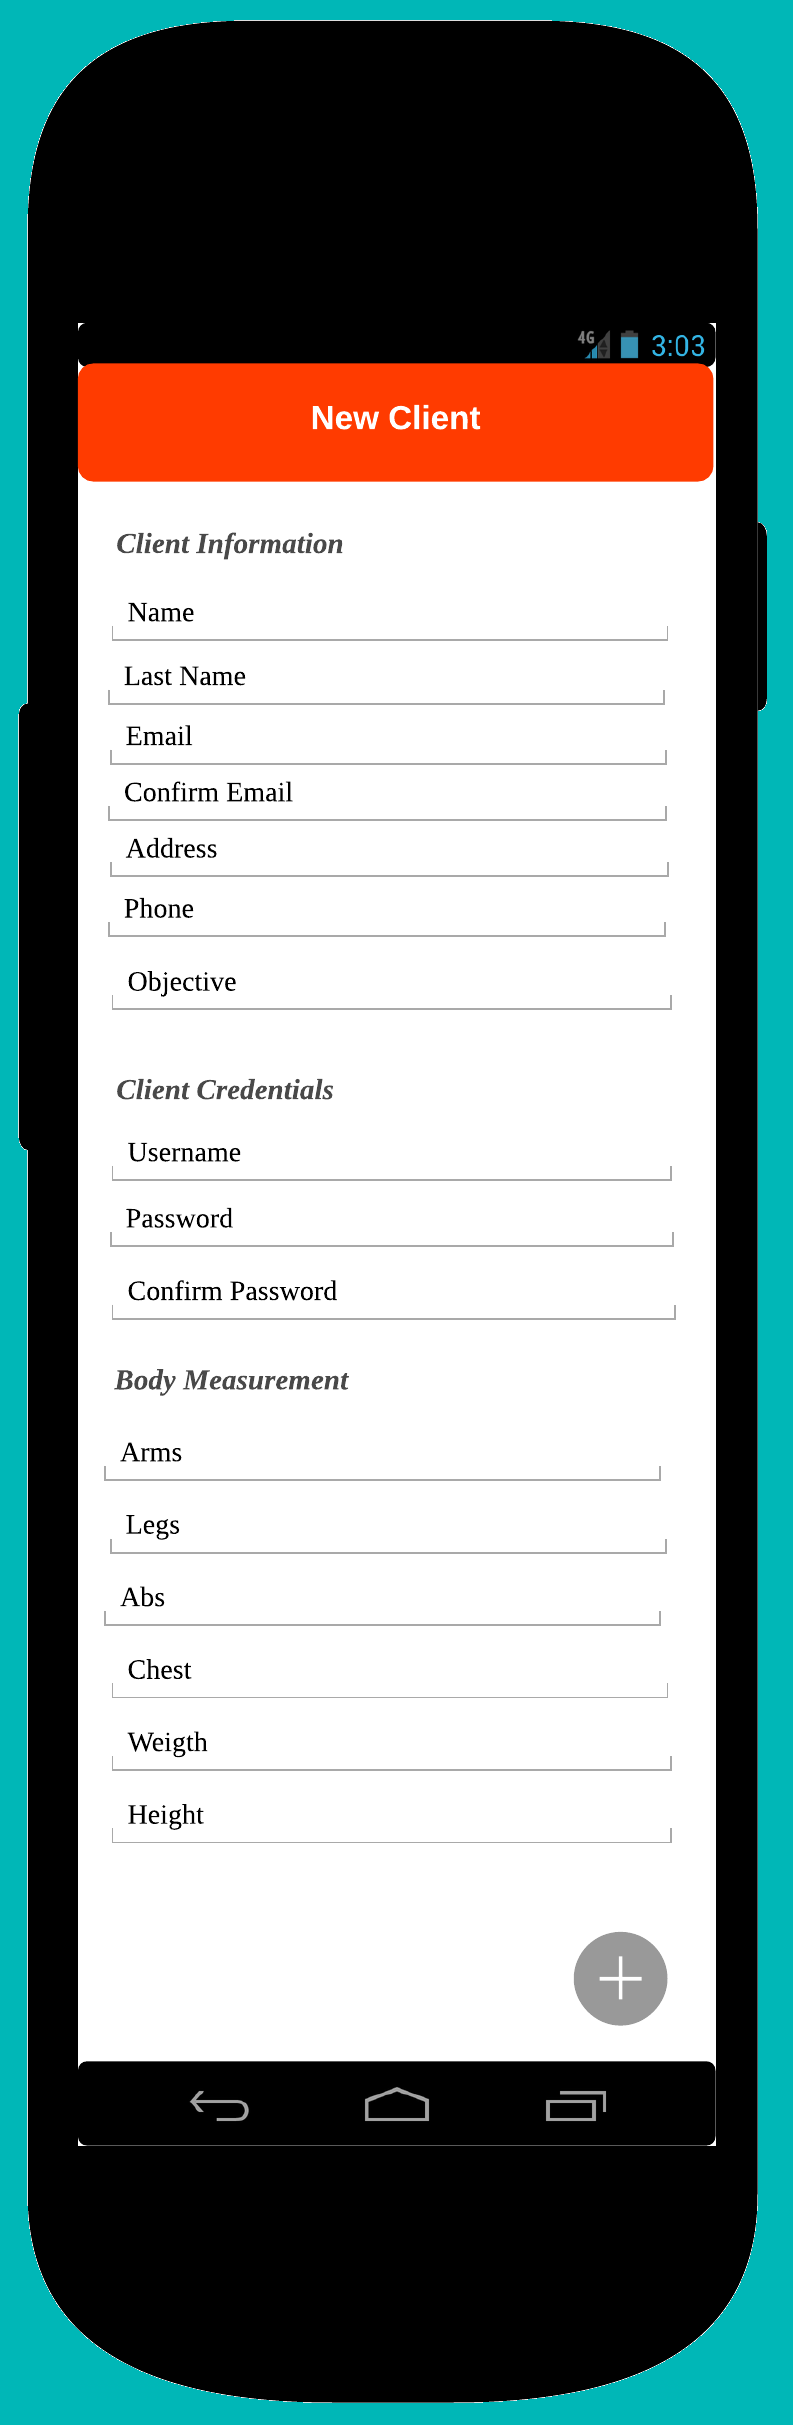 4G 3:03
New Client
Client Information
Name
Last Name
Email
Confirm Email
Address
Phone
Objective
Client Credentials
Username
Password
Confirm Password
Body Measurement
Arms
Legs
Abs
Chest
Weigth
Height